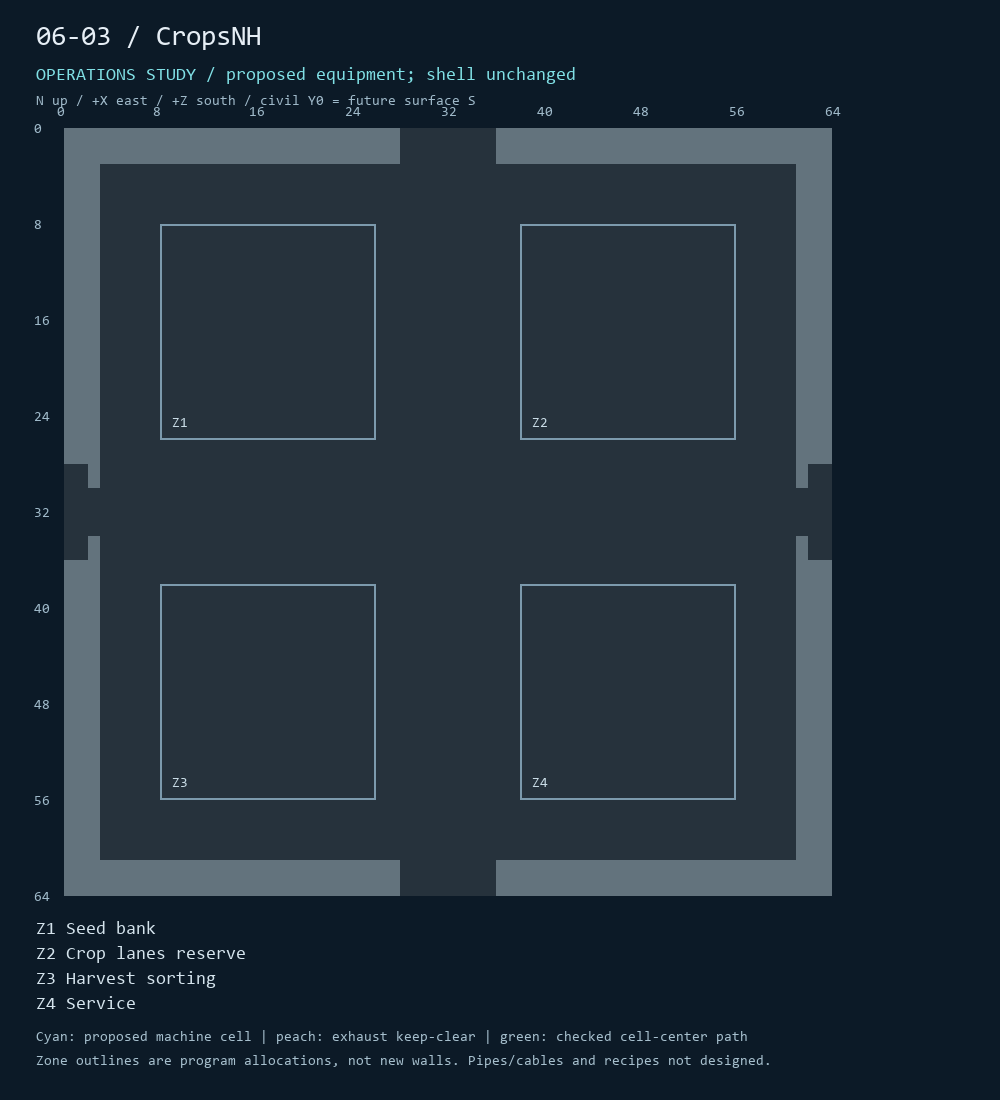 06-03 / CropsNH
OPERATIONS STUDY / proposed equipment; shell unchanged
N up / +X east / +Z south / civil Y0 = future surface S
0 8 16 24 32 40 48 56 64
0
8
16
24
Z1 Z2
32
40
48
Z3 Z4
56
64
Z1 Seed bank
Z2 Crop lanes reserve
Z3 Harvest sorting
Z4 Service
Cyan: proposed machine cell | peach: exhaust keep-clear | green: checked cell-center path
Zone outlines are program allocations, not new walls. Pipes/cables and recipes not designed.